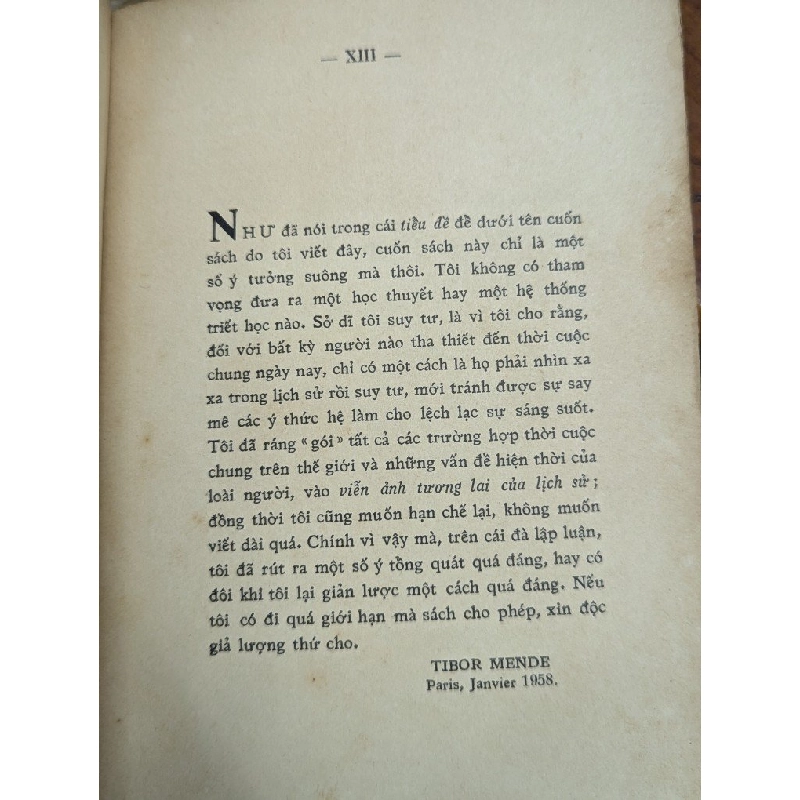 — XIII —
NHƯ đã nói trong cái tiều đề đề dưới tên cuốn
sách do tôi viết đây, cuốn sách này chỉ là một
số ý tưởng suông mà thôi. Tôi không có tham
vọng đưa ra một học thuyết hay một hệ thống
triết học nào. Sở dĩ tôi suy tư, là vì tôi cho rằng,
đối với bất kỳ người nào tha thiết đến thời cuộc
chung ngày nay, chỉ có một cách là họ phải nhìn xa
xa trong lịch sử rồi suy tư, mới tránh được sự say
mê các ý thức hệ làm cho lệch lạc sự sáng suốt.
Tôi đã ráng «gói» tất cả các trường hợp thời cuộc
chung trên thế giới và những vấn đề hiện thời của
loài người, vào viễn ảnh tương lai của lịch sử ;
đồng thời tôi cũng muốn hạn chế lại, không muốn
viết dài quá. Chính vì vậy mà, trên cái đà lập luận,
tôi đã rút ra một số ý tổng quát quá đáng, hay có
đôi khi tôi lại giản lược một cách quá đáng. Nếu
tôi có đi quá giới hạn mà sách cho phép, xin độc
giả lượng thứ cho.
TIBOR MENDE
Paris, Janvier 1958.